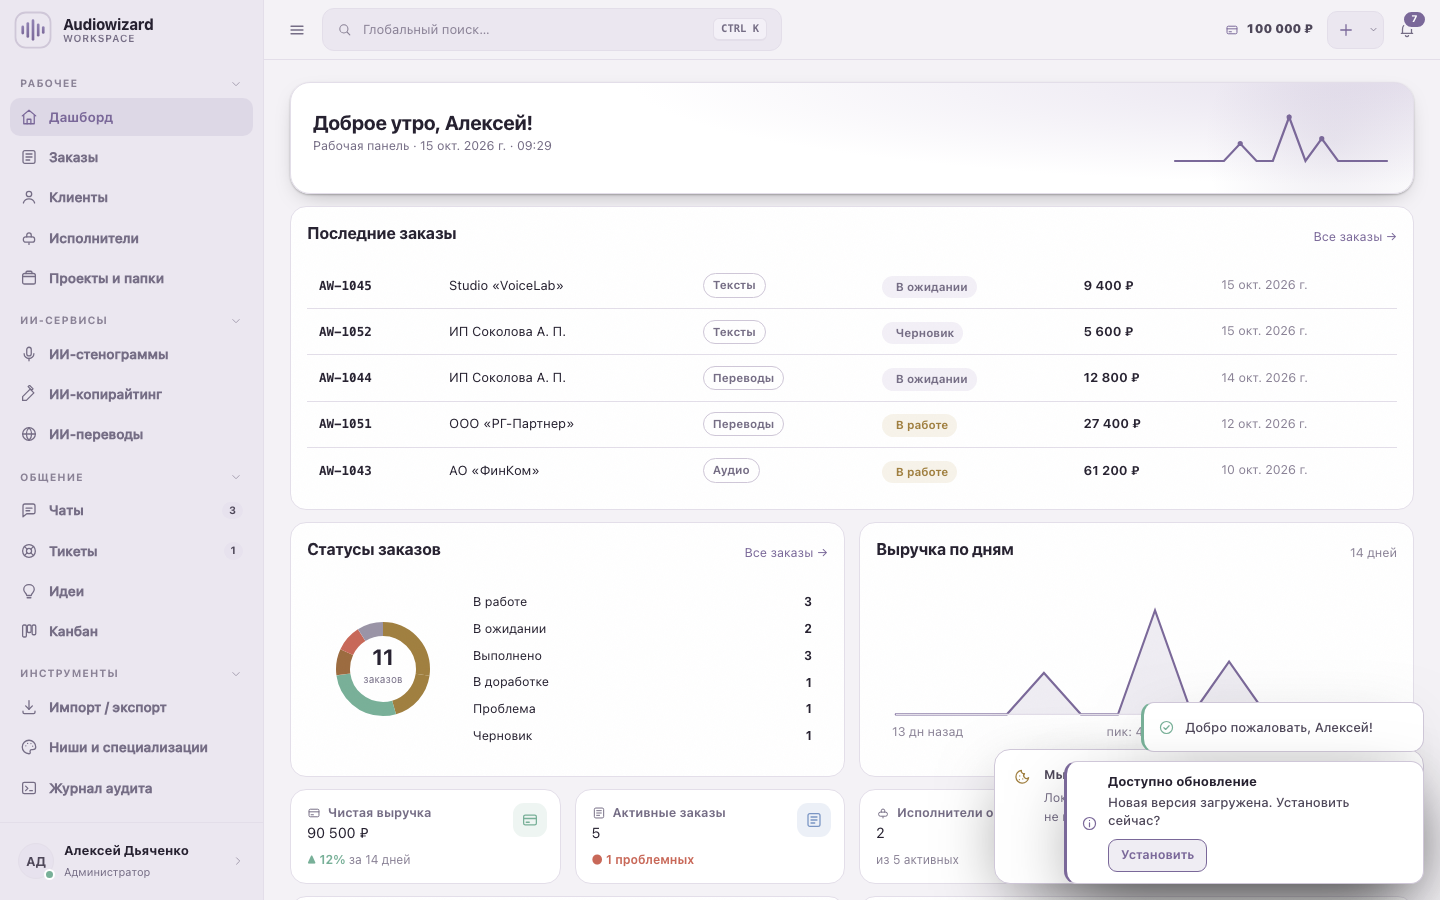 Audiowizard
WORKSPACE
РАБОЧЕЕ
Дашборд
Заказы
Клиенты
Исполнители
Проекты и папки
ИИ-СЕРВИСЫ
ИИ-стенограммы
ИИ-копирайтинг
ИИ-переводы
ОБЩЕНИЕ
Чаты 3
Тикеты 1
Идеи
Канбан
ИНСТРУМЕНТЫ
Импорт / экспорт
Ниши и специализации
Журнал аудита
АД
Алексей Дьяченко
Администратор
Глобальный поиск... CTRL K
100 000 ₽
7
Доброе утро, Алексей!
Рабочая панель · 15 окт. 2026 г. · 09:29
Последние заказы
Все заказы →
AW-1045 Studio «VoiceLab» Тексты В ожидании 9 400 ₽ 15 окт. 2026 г.
AW-1052 ИП Соколова А. П. Тексты Черновик 5 600 ₽ 15 окт. 2026 г.
AW-1044 ИП Соколова А. П. Переводы В ожидании 12 800 ₽ 14 окт. 2026 г.
AW-1051 ООО «РГ-Партнер» Переводы В работе 27 400 ₽ 12 окт. 2026 г.
AW-1043 АО «ФинКом» Аудио В работе 61 200 ₽ 10 окт. 2026 г.
Статусы заказов
Все заказы →
11
заказов
В работе 3
В ожидании 2
Выполнено 3
В доработке 1
Проблема 1
Черновик 1
Выручка по дням
14 дней
13 дн назад
пик: 4
Чистая выручка
90 500 ₽
▲ 12% за 14 дней
Активные заказы
5
1 проблемных
Исполнители о
2
из 5 активных
Добро пожаловать, Алексей!
Мы
Лок
не
Доступно обновление
Новая версия загружена. Установить
сейчас?
Установить